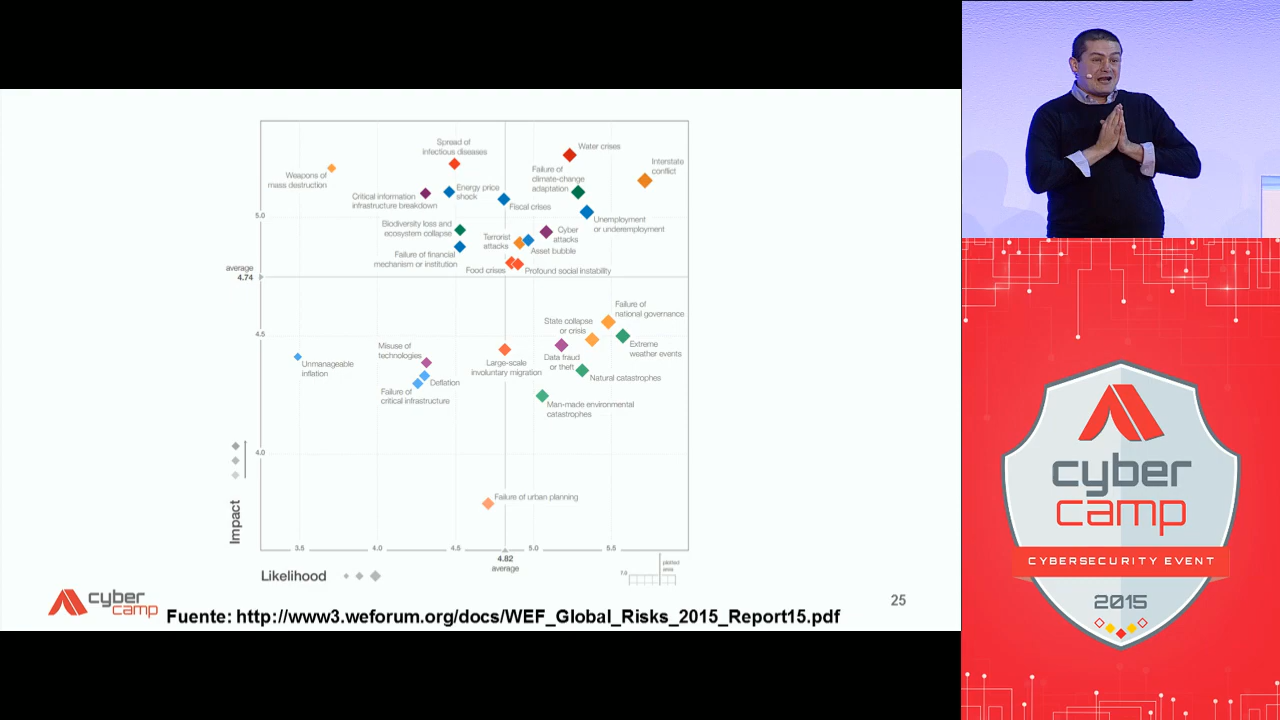 Spread of
infectious diseases
Water crises
Interstate
conflict
Weapons of
mass destruction
Failure of
climate-change
adaptation
Critical information
infrastructure breakdown
Energy price
shock
Fiscal crises
5.0
Unemployment
or underemployment
Biodiversity loss and
ecosystem collapse
Terrorist
attacks
Cyber
attacks
Asset bubble
Failure of financial
mechanism or institution
Food crises
Profound social instability
average
4.74
Failure of
national governance
State collapse
or crisis
4.5
Extreme
weather events
Misuse of
technologies
Unmanageable
inflation
Large-scale
involuntary migration
Data fraud
or theft
Natural catastrophes
Deflation
Failure of
critical infrastructure
Man-made environmental
catastrophes
4.0
Failure of urban planning
Impact
3.5
4.0
4.5
5.0
5.5
4.82
average
plotted
area
7.0
Likelihood
cyber
camp
Fuente: http://www3.weforum.org/docs/WEF_Global_Risks_2015_Report15.pdf
25
cyber
camp
CYBERSECURITY EVENT
2015